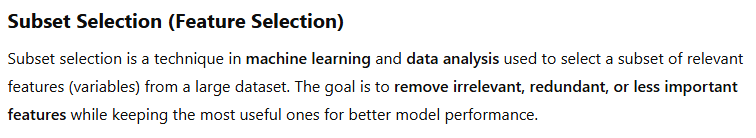 Subset Selection (Feature Selection)
Subset selection is a technique in machine learning and data analysis used to select a subset of relevant
features (variables) from a large dataset. The goal is to remove irrelevant, redundant, or less important
features while keeping the most useful ones for better model performance.